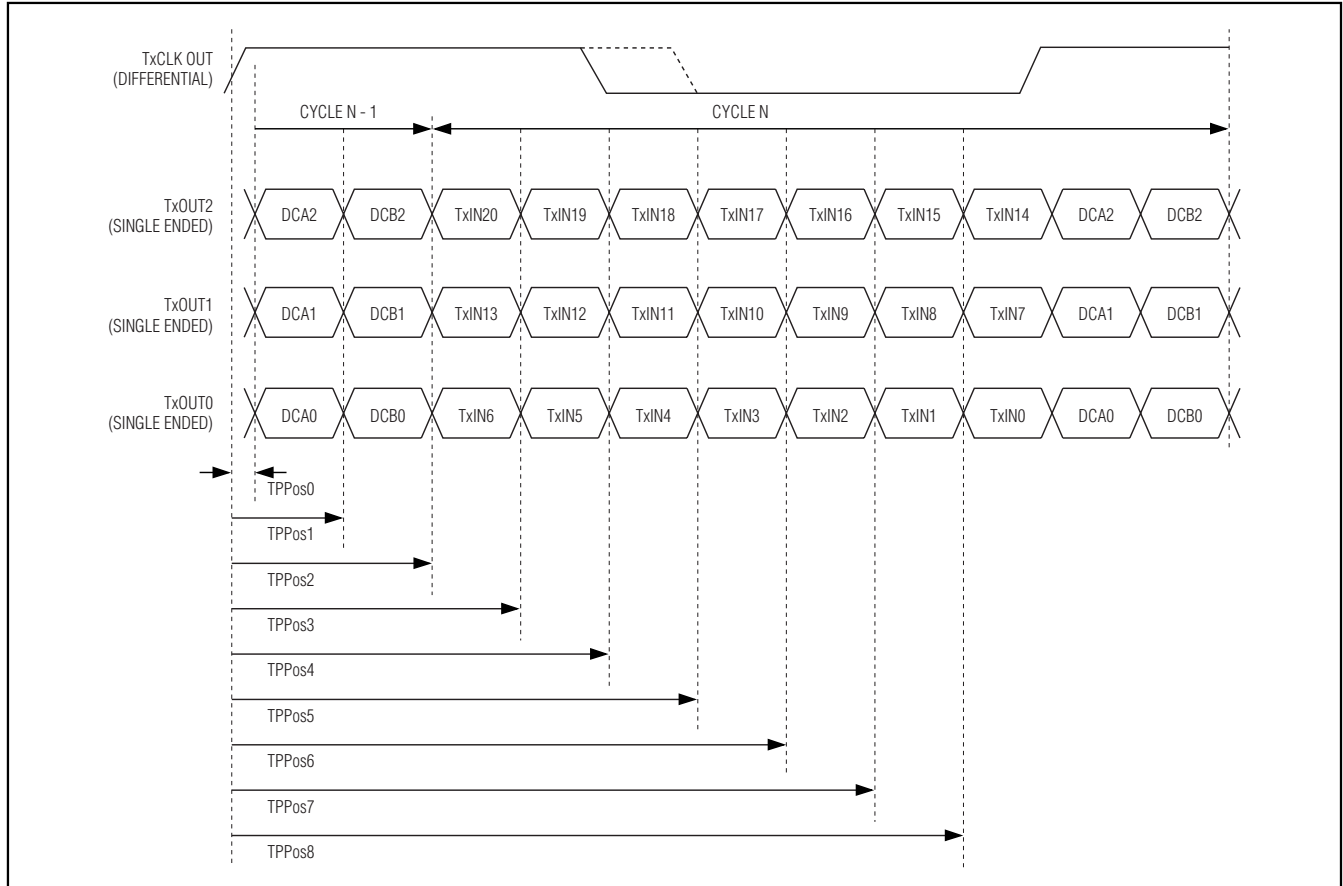 TxCLK OUT
(DIFFERENTIAL)
CYCLE N - 1
CYCLE N
TxOUT2
(SINGLE ENDED)
DCA2 DCB2 TxIN20 TxIN19 TxIN18 TxIN17 TxIN16 TxIN15 TxIN14 DCA2 DCB2
TxOUT1
(SINGLE ENDED)
DCA1 DCB1 TxIN13 TxIN12 TxIN11 TxIN10 TxIN9 TxIN8 TxIN7 DCA1 DCB1
TxOUT0
(SINGLE ENDED)
DCA0 DCB0 TxIN6 TxIN5 TxIN4 TxIN3 TxIN2 TxIN1 TxIN0 DCA0 DCB0
TPPos0
TPPos1
TPPos2
TPPos3
TPPos4
TPPos5
TPPos6
TPPos7
TPPos8